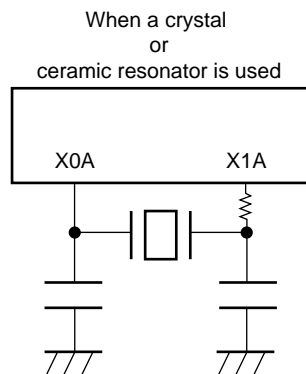 When a crystal
or
ceramic resonator is used
X0A X1A